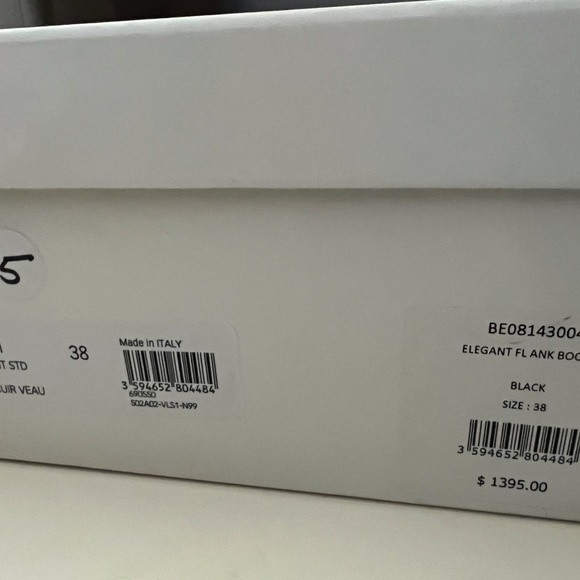 5
T STD
UIR VEAU
38
Made in ITALY
3 594652 804484
690550
S02A02-VLS1-N99
BE08143004
ELEGANT FL ANK BOO
BLACK
SIZE : 38
3 594652 804484
$ 1395.00